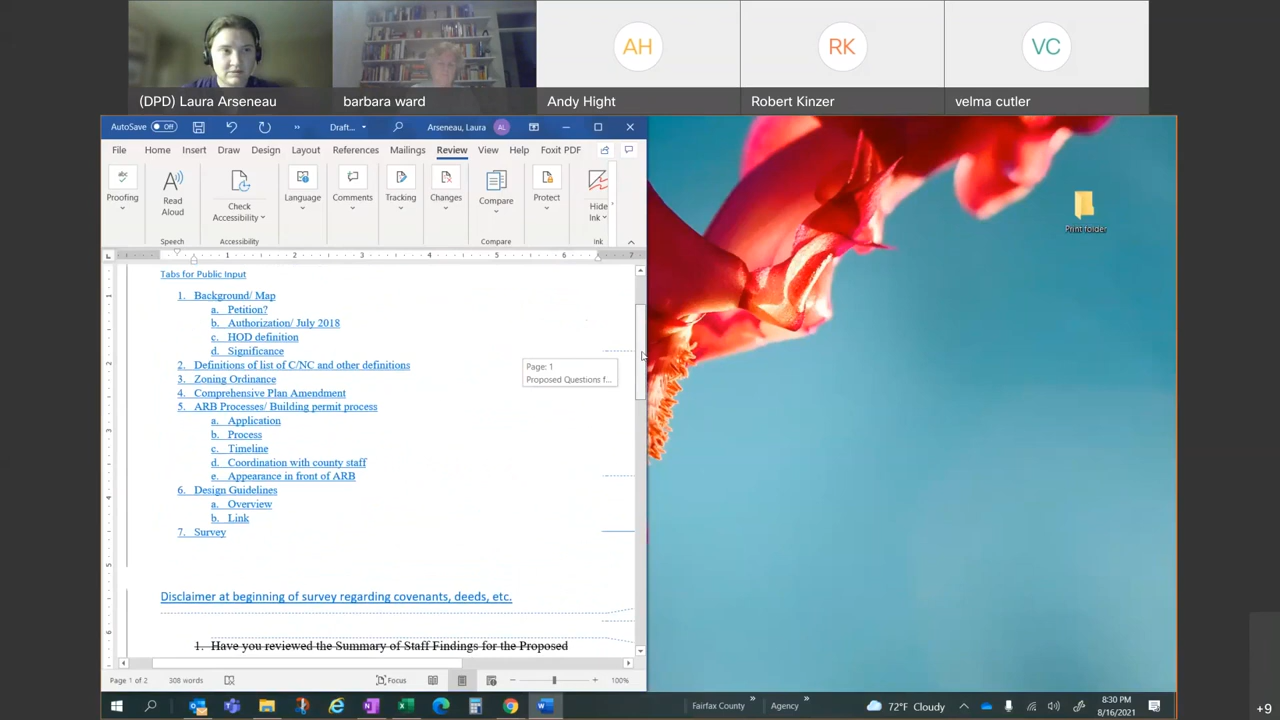 (DPD) Laura Arseneau
barbara ward
AH
Andy Hight
RK
Robert Kinzer
VC
velma cutler
AutoSave Off
Draft...
Arseneau, Laura AL
File Home Insert Draw Design Layout References Mailings Review View Help Foxit PDF
Proofing
Read Aloud
Check Accessibility
Language
Comments
Tracking
Changes
Compare
Protect
Hide Ink
Speech
Accessibility
Compare
Ink
1 2 3 4 5 6 7
Tabs for Public Input
1. Background/ Map
a. Petition?
b. Authorization/ July 2018
c. HOD definition
d. Significance
2. Definitions of list of C/NC and other definitions
3. Zoning Ordinance
4. Comprehensive Plan Amendment
5. ARB Processes/ Building permit process
a. Application
b. Process
c. Timeline
d. Coordination with county staff
e. Appearance in front of ARB
6. Design Guidelines
a. Overview
b. Link
7. Survey
Page: 1
Proposed Questions f...
Disclaimer at beginning of survey regarding covenants, deeds, etc.
1. Have you reviewed the Summary of Staff Findings for the Proposed
Page 1 of 2
308 words
Focus
100%
Print folder
Fairfax County
Agency
72°F Cloudy
8:30 PM
8/16/2021
+9